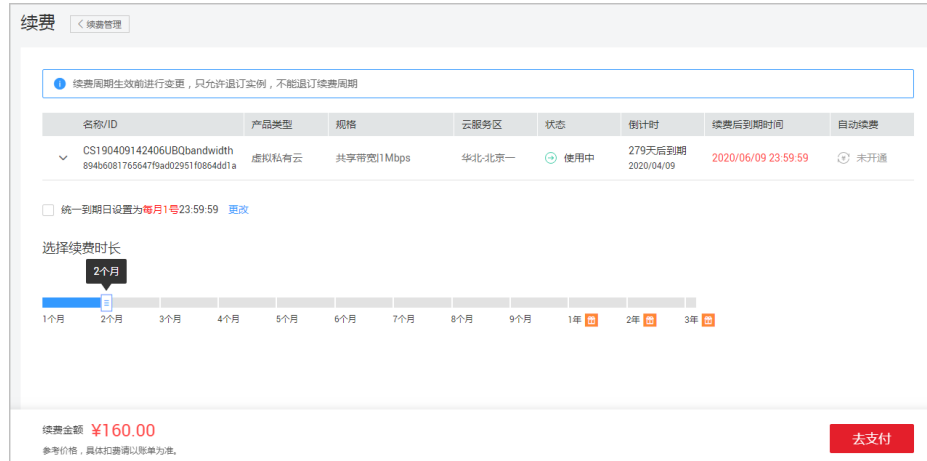 续费 < 续费管理
续费周期生效前进行变更，只允许退订实例，不能退订续费周期
名称/ID 产品类型 规格 云服务区 状态 倒计时 续费后到期时间 自动续费
CS190409142406UBQbandwidth 虚拟私有云 共享带宽|1Mbps 华北-北京一 使用中 279天后到期 2020/06/09 23:59:59 未开通
894b6081765647f9ad02951f0864dd1a 2020/04/09
统一到期日设置为每月1号23:59:59 更改
选择续费时长
2个月
1个月 2个月 3个月 4个月 5个月 6个月 7个月 8个月 9个月 1年 2年 3年
续费金额 ¥160.00
参考价格，具体扣费请以账单为准。
去支付